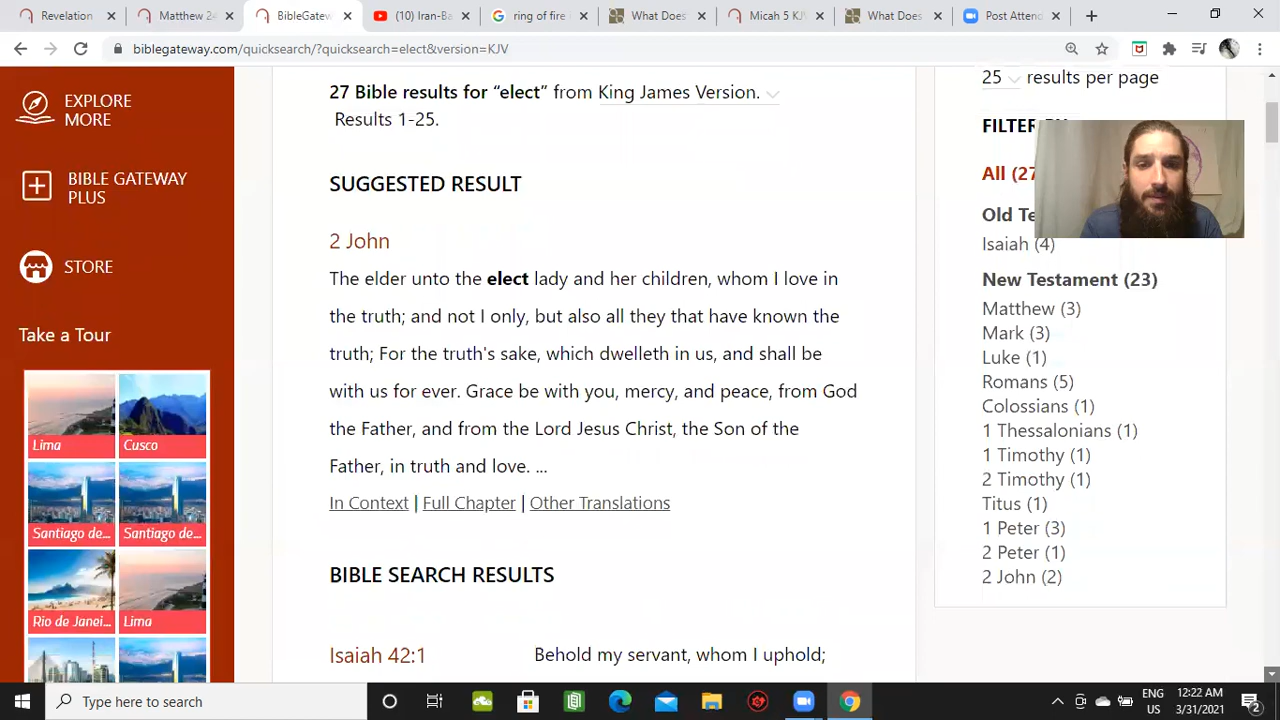 Revelation
Matthew 24
BibleGatew
(10) Iran-Ba
ring of fire
What Does
Micah 5 KJV
What Does
Post Attend
biblegateway.com/quicksearch/?quicksearch=elect&version=KJV
EXPLORE
MORE
BIBLE GATEWAY
PLUS
STORE
Take a Tour
Lima
Cusco
Santiago de...
Santiago de...
Rio de Janei...
Lima
27 Bible results for “elect” from King James Version.
Results 1-25.
SUGGESTED RESULT
2 John
The elder unto the elect lady and her children, whom I love in
the truth; and not I only, but also all they that have known the
truth; For the truth's sake, which dwelleth in us, and shall be
with us for ever. Grace be with you, mercy, and peace, from God
the Father, and from the Lord Jesus Christ, the Son of the
Father, in truth and love. ...
In Context | Full Chapter | Other Translations
BIBLE SEARCH RESULTS
Isaiah 42:1
Behold my servant, whom I uphold;
25 results per page
FILTER
All (27
Old Te
Isaiah (4)
New Testament (23)
Matthew (3)
Mark (3)
Luke (1)
Romans (5)
Colossians (1)
1 Thessalonians (1)
1 Timothy (1)
2 Timothy (1)
Titus (1)
1 Peter (3)
2 Peter (1)
2 John (2)
Type here to search
ENG
US
12:22 AM
3/31/2021
2